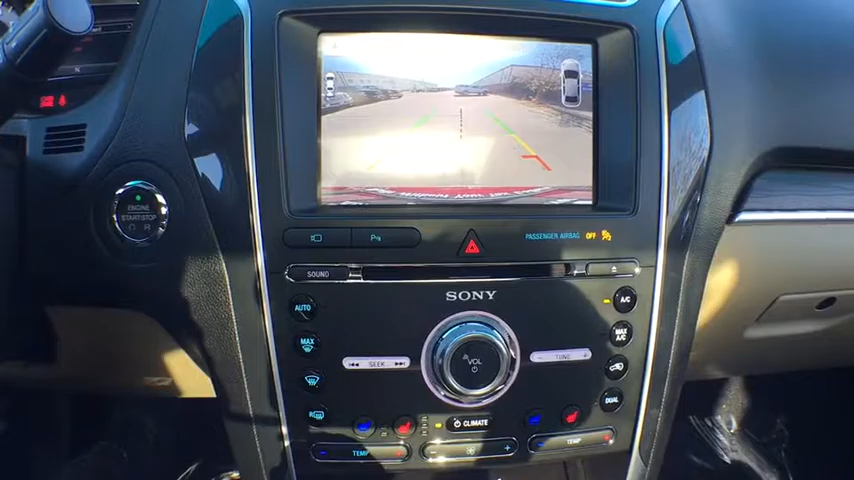 ENGINE
START/STOP
PASSENGER AIRBAG OFF
SOUND
SONY
AUTO
A/C
MAX
MAX
A/C
SEEK
VOL
TONE
R
DUAL
CLIMATE
- TEMP +
- +
- TEMP +